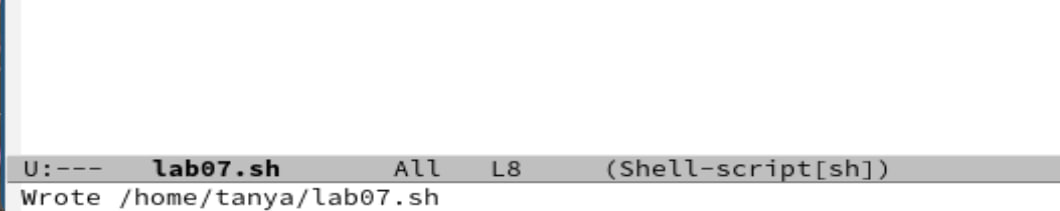 U:--- lab07.sh All L8 (Shell-script[sh])
Wrote /home/tanya/lab07.sh